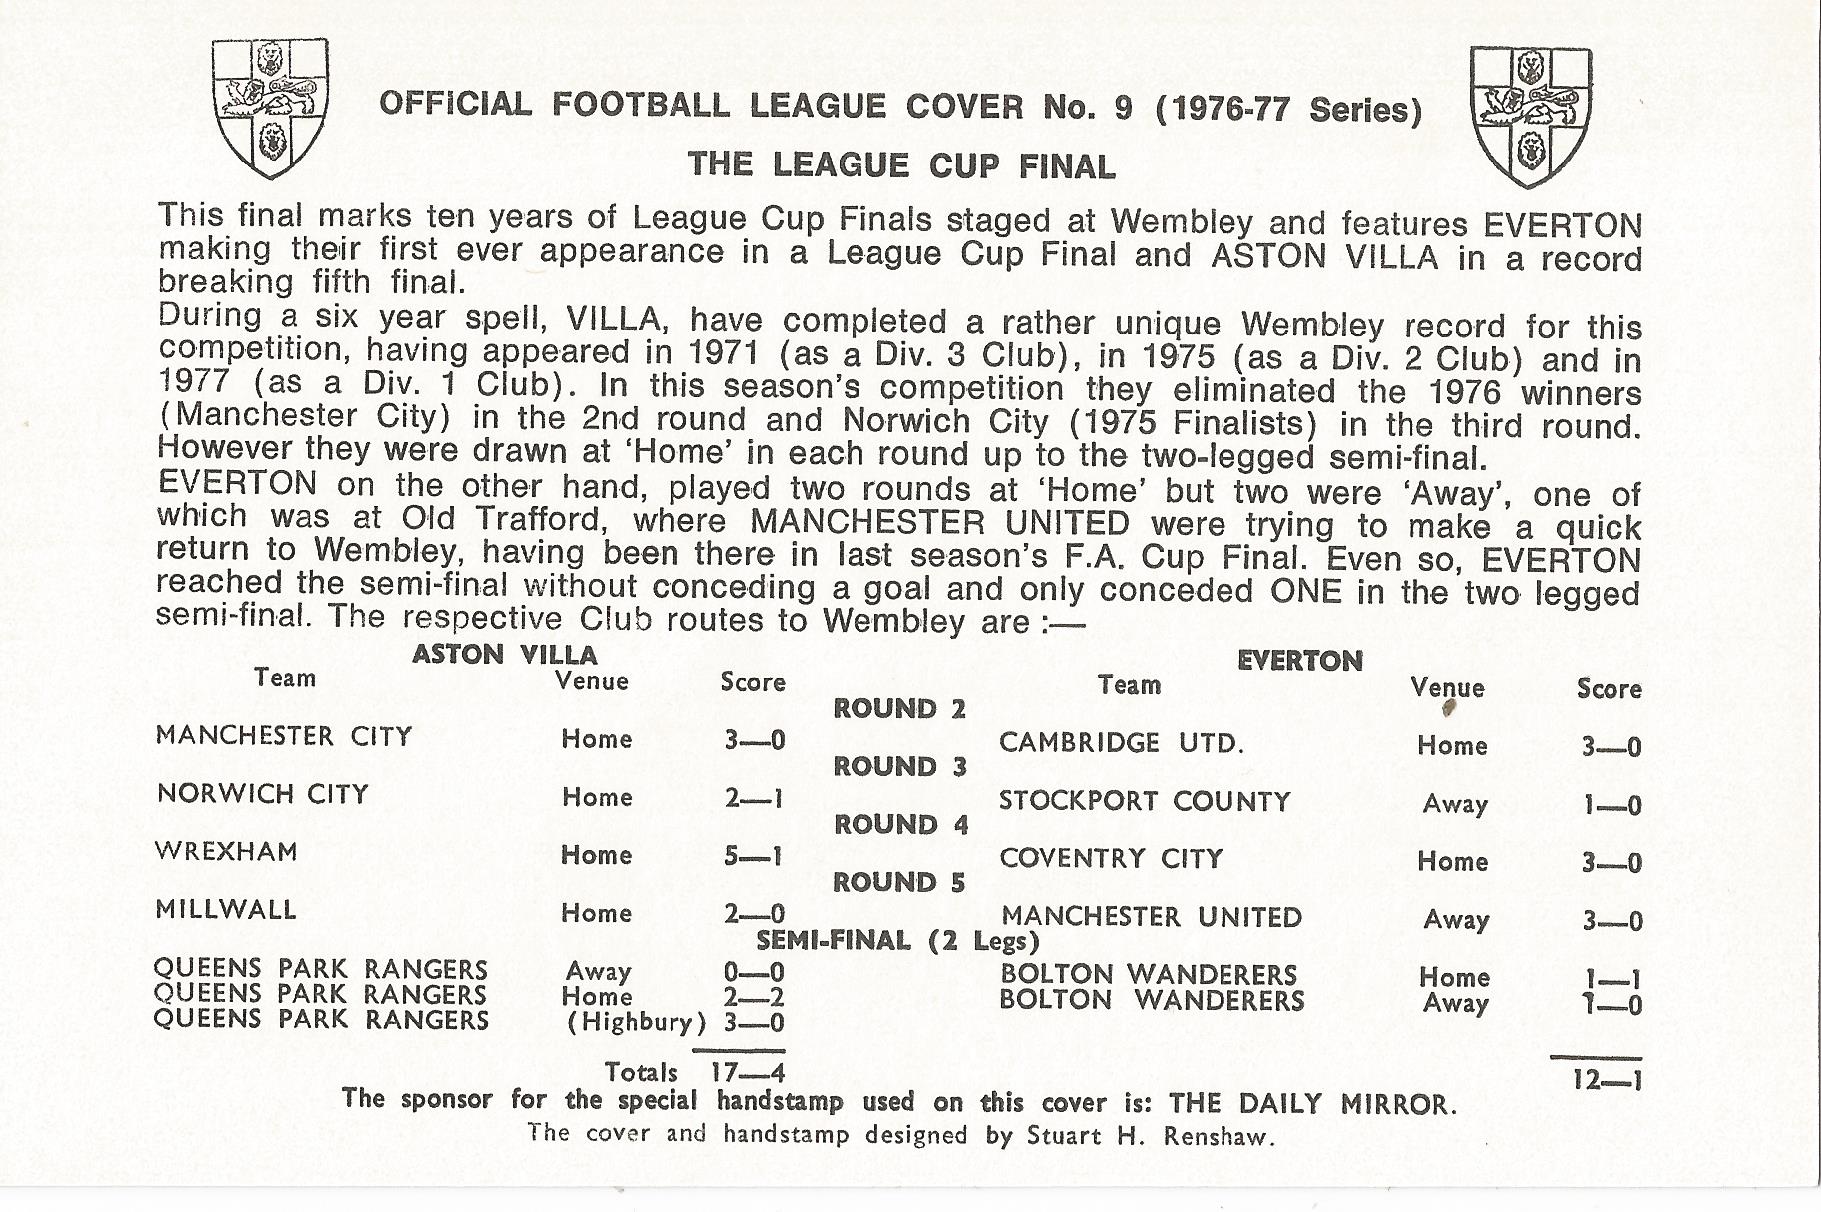 OFFICIAL FOOTBALL LEAGUE COVER No. 9 (1976-77 Series)
THE LEAGUE CUP FINAL
This final marks ten years of League Cup Finals staged at Wembley and features EVERTON
making their first ever appearance in a League Cup Final and ASTON VILLA in a record
breaking fifth final.
During a six year spell, VILLA, have completed a rather unique Wembley record for this
competition, having appeared in 1971 (as a Div. 3 Club), in 1975 (as a Div. 2 Club) and in
1977 (as a Div. 1 Club). In this season's competition they eliminated the 1976 winners
(Manchester City) in the 2nd round and Norwich City (1975 Finalists) in the third round.
However they were drawn at 'Home' in each round up to the two-legged semi-final.
EVERTON on the other hand, played two rounds at 'Home' but two were 'Away', one of
which was at Old Trafford, where MANCHESTER UNITED were trying to make a quick
return to Wembley, having been there in last season's F.A. Cup Final. Even so, EVERTON
reached the semi-final without conceding a goal and only conceded ONE in the two legged
semi-final. The respective Club routes to Wembley are :—
ASTON VILLA EVERTON
Team Venue Score Team Venue Score
ROUND 2
MANCHESTER CITY Home 3—0 CAMBRIDGE UTD. Home 3—0
ROUND 3
NORWICH CITY Home 2—1 STOCKPORT COUNTY Away 1—0
ROUND 4
WREXHAM Home 5—1 COVENTRY CITY Home 3—0
ROUND 5
MILLWALL Home 2—0 MANCHESTER UNITED Away 3—0
SEMI-FINAL (2 Legs)
QUEENS PARK RANGERS Away 0—0 BOLTON WANDERERS Home 1—1
QUEENS PARK RANGERS Home 2—2 BOLTON WANDERERS Away 1—0
QUEENS PARK RANGERS (Highbury) 3—0
Totals 17—4 12—1
The sponsor for the special handstamp used on this cover is: THE DAILY MIRROR.
The cover and handstamp designed by Stuart H. Renshaw.